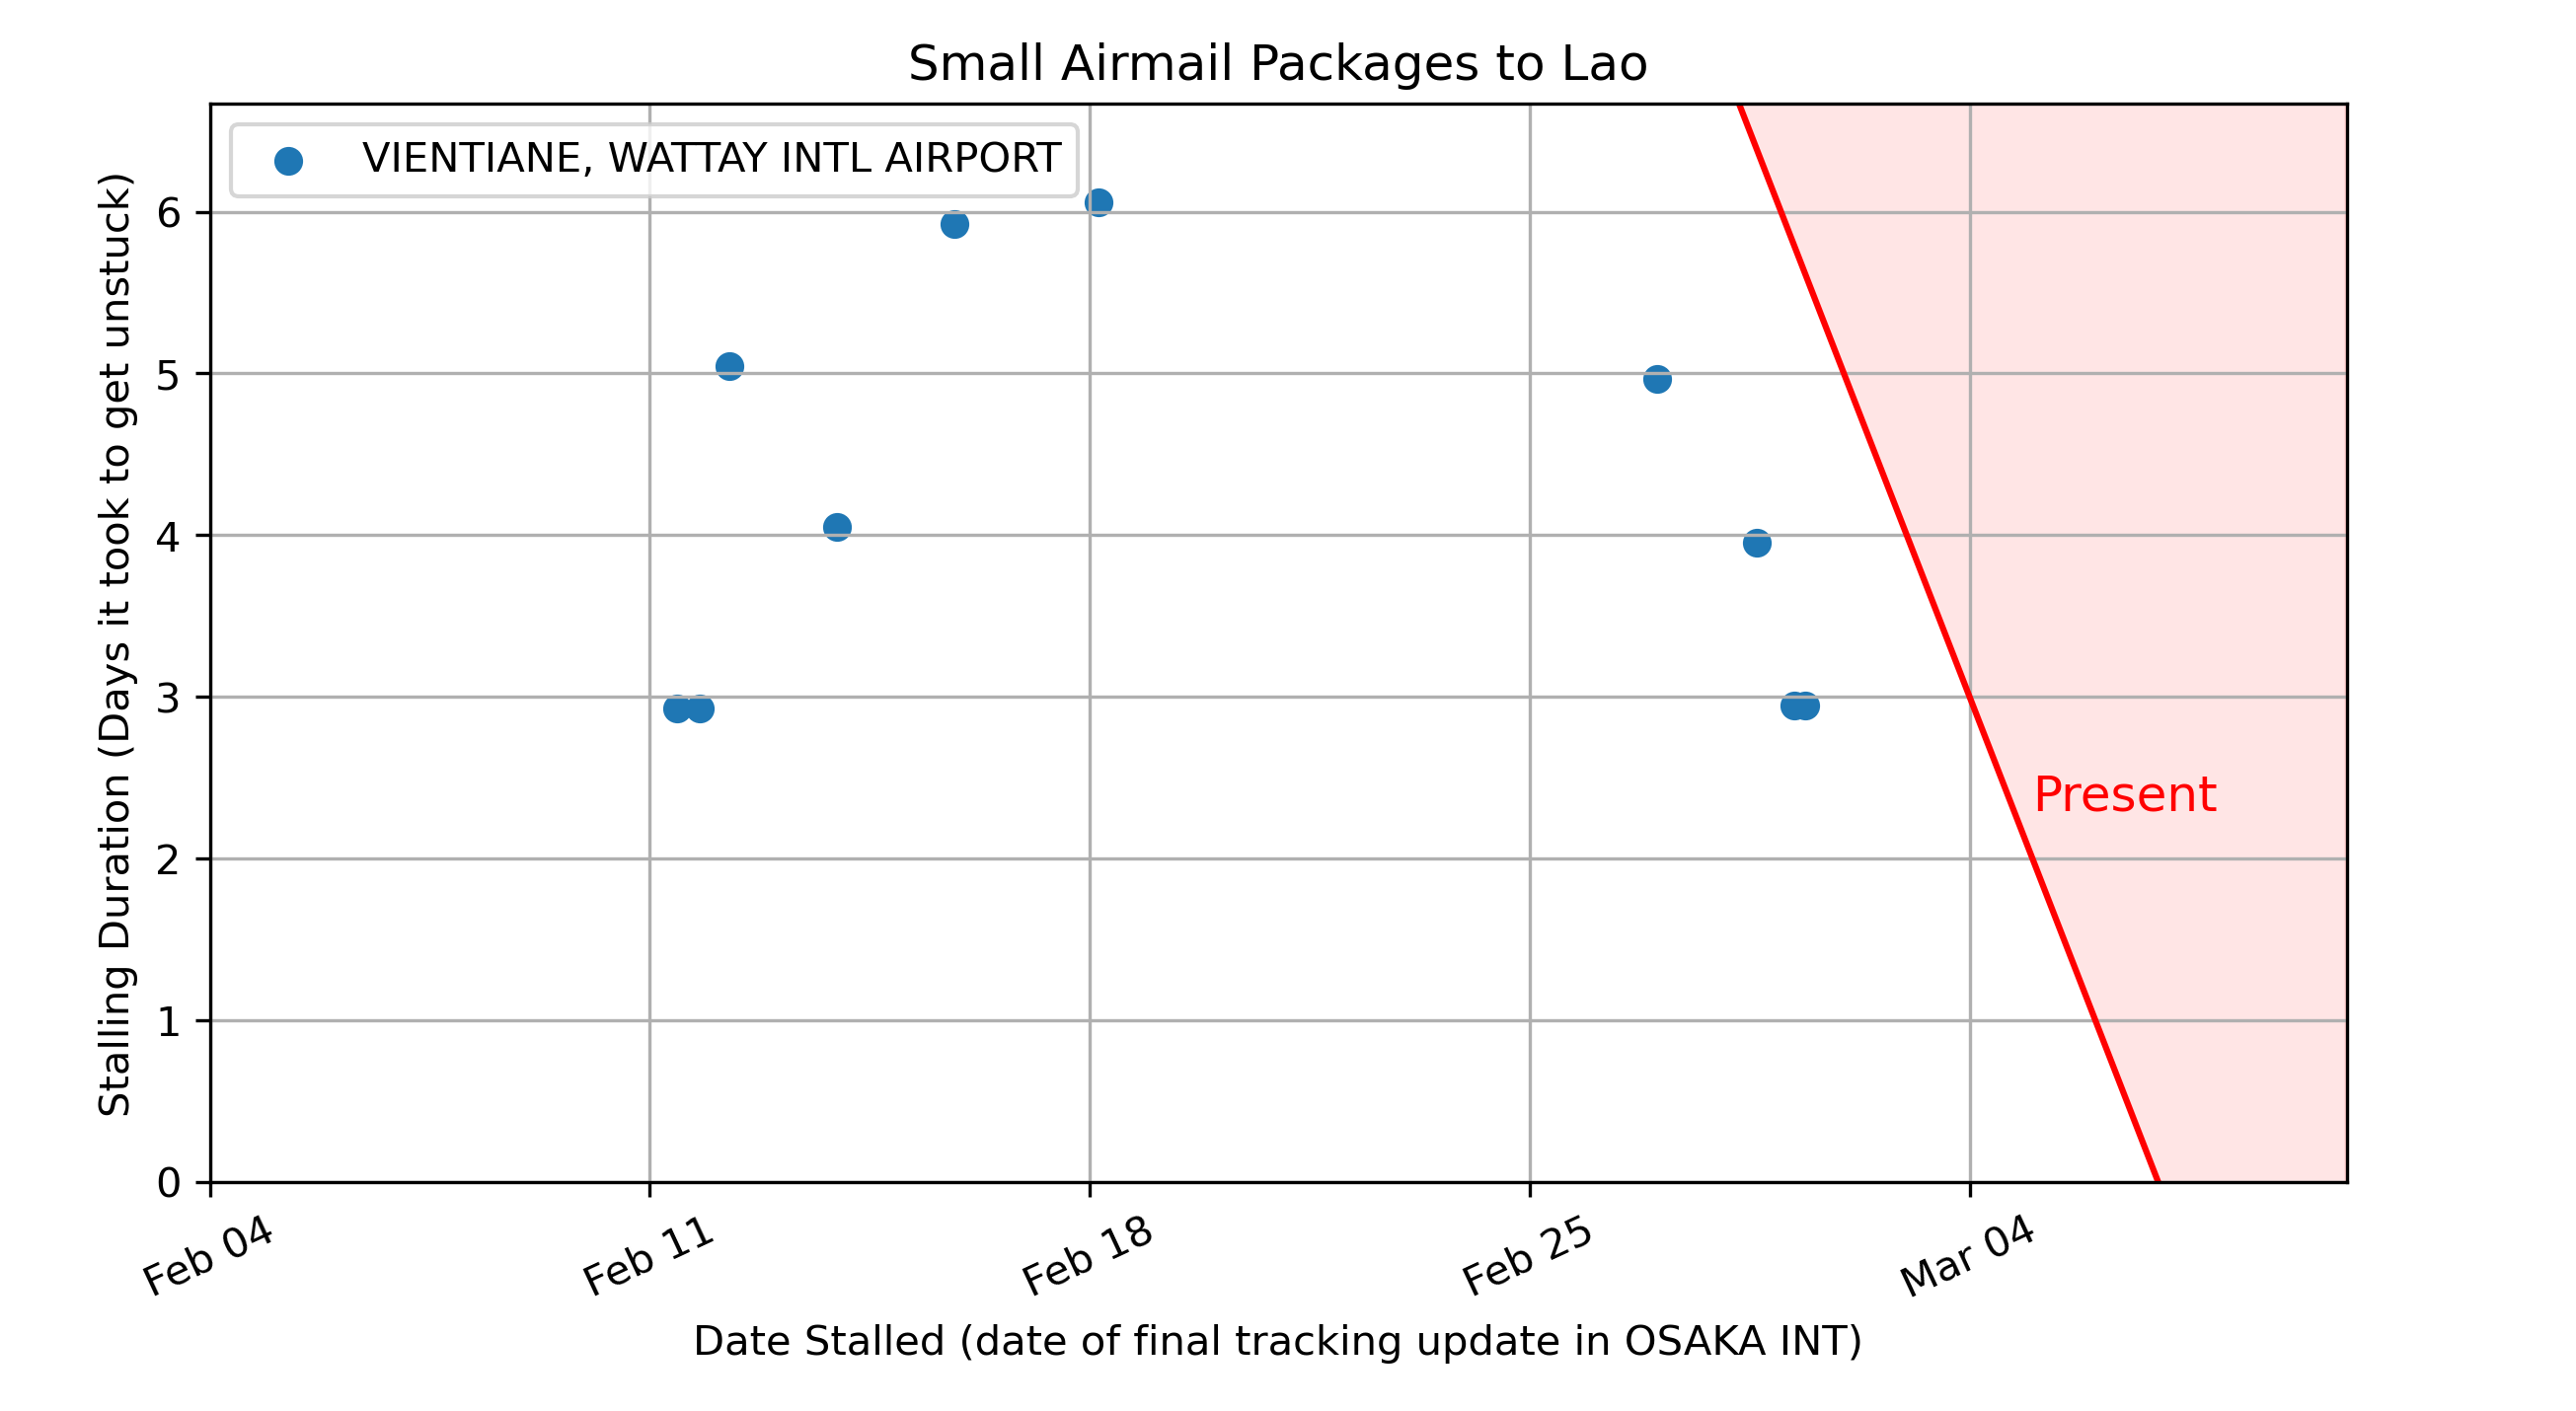 Small Airmail Packages to Lao
VIENTIANE, WATTAY INTL AIRPORT
Stalling Duration (Days it took to get unstuck)
6
5
4
3
2
1
0
Present
Feb 04
Feb 11
Feb 18
Feb 25
Mar 04
Date Stalled (date of final tracking update in OSAKA INT)